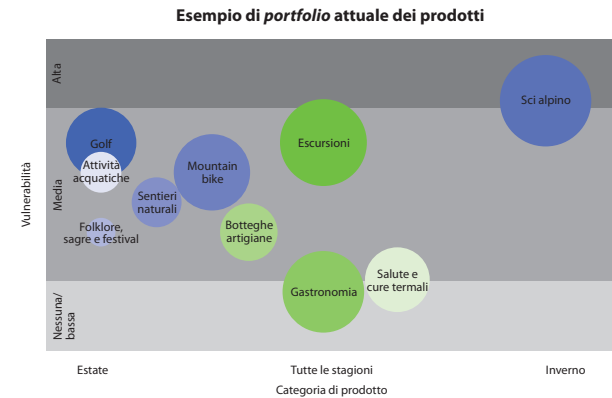 Esempio di portfolio attuale dei prodotti
Vulnerabilità
Alta
Media
Nessuna/
bassa
Sci alpino
Golf
Escursioni
Attività
acquatiche
Mountain
bike
Sentieri
naturali
Folklore,
sagre e festival
Botteghe
artigiane
Salute e
cure termali
Gastronomia
Estate
Tutte le stagioni
Inverno
Categoria di prodotto